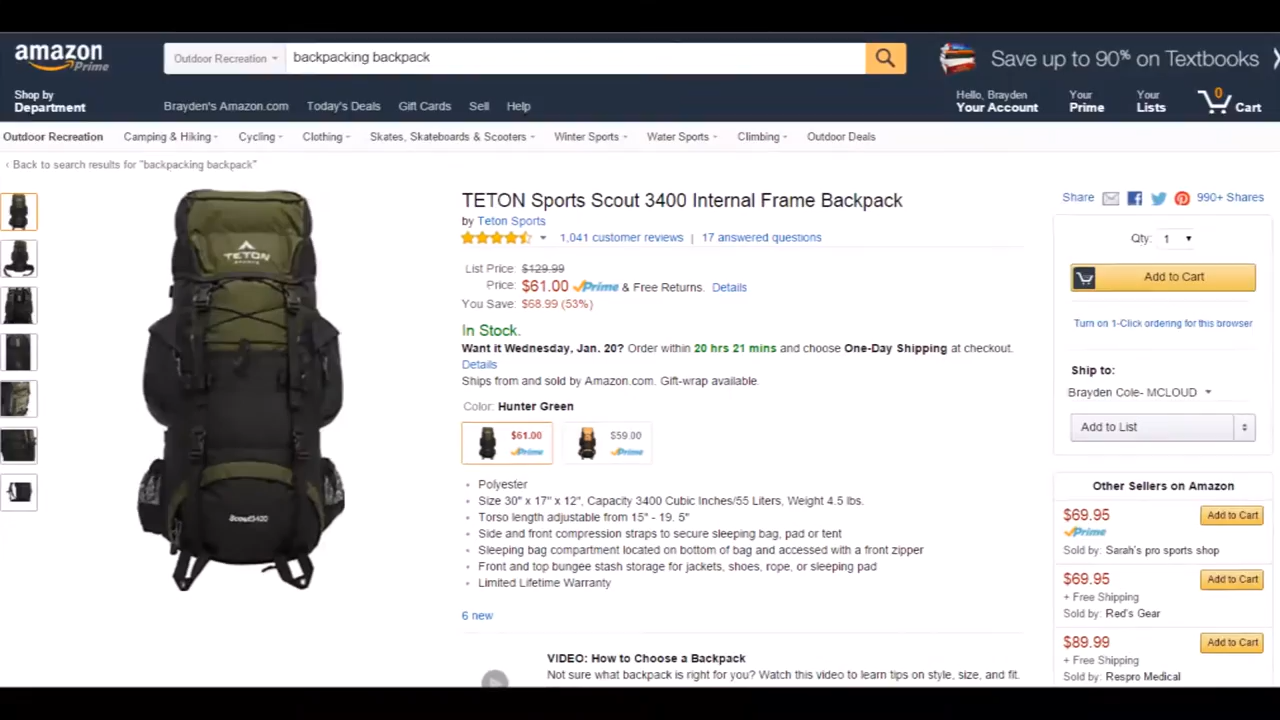 amazon
Prime
Outdoor Recreation
backpacking backpack
Save up to 90% on Textbooks
Shop by
Department
Brayden's Amazon.com
Today's Deals
Gift Cards
Sell
Help
Hello, Brayden
Your Account
Your
Prime
Your
Lists
0
Cart
Outdoor Recreation
Camping & Hiking
Cycling
Clothing
Skates, Skateboards & Scooters
Winter Sports
Water Sports
Climbing
Outdoor Deals
‹ Back to search results for "backpacking backpack"
TETON
SPORTS
Scout3400
TETON Sports Scout 3400 Internal Frame Backpack
by Teton Sports
1,041 customer reviews | 17 answered questions
List Price: $129.99
Price: $61.00 Prime & Free Returns. Details
You Save: $68.99 (53%)
In Stock.
Want it Wednesday, Jan. 20? Order within 20 hrs 21 mins and choose One-Day Shipping at checkout.
Details
Ships from and sold by Amazon.com. Gift-wrap available.
Color: Hunter Green
$61.00
Prime
$59.00
Prime
Polyester
Size 30" x 17" x 12", Capacity 3400 Cubic Inches/55 Liters, Weight 4.5 lbs.
Torso length adjustable from 15" - 19. 5"
Side and front compression straps to secure sleeping bag, pad or tent
Sleeping bag compartment located on bottom of bag and accessed with a front zipper
Front and top bungee stash storage for jackets, shoes, rope, or sleeping pad
Limited Lifetime Warranty
6 new
VIDEO: How to Choose a Backpack
Not sure what backpack is right for you? Watch this video to learn tips on style, size, and fit.
Share
990+ Shares
Qty: 1
Add to Cart
Turn on 1-Click ordering for this browser
Ship to:
Brayden Cole- MCLOUD
Add to List
Other Sellers on Amazon
$69.95
Add to Cart
Prime
Sold by: Sarah's pro sports shop
$69.95
Add to Cart
+ Free Shipping
Sold by: Red's Gear
$89.99
Add to Cart
+ Free Shipping
Sold by: Respro Medical